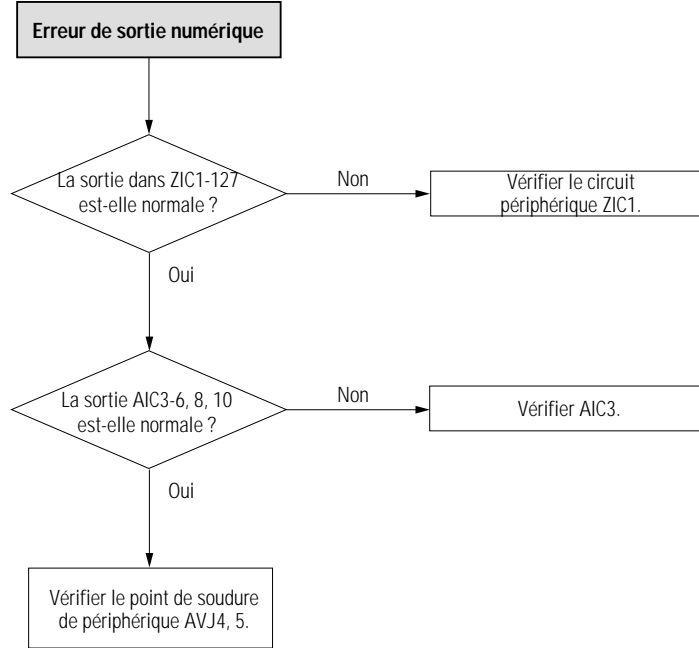 Erreur de sortie numérique
La sortie dans ZIC1-127
est-elle normale ?
Non
Vérifier le circuit
périphérique ZIC1.
Oui
La sortie AIC3-6, 8, 10
est-elle normale ?
Non
Vérifier AIC3.
Oui
Vérifier le point de soudure
de périphérique AVJ4, 5.